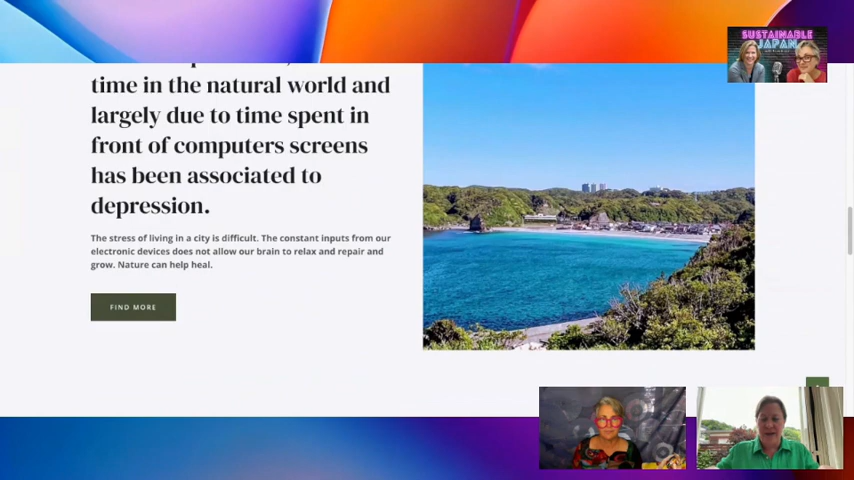 SUSTAINABLE
JAPAN
time in the natural world and
largely due to time spent in
front of computers screens
has been associated to
depression.
The stress of living in a city is difficult. The constant inputs from our
electronic devices does not allow our brain to relax and repair and
grow. Nature can help heal.
FIND MORE